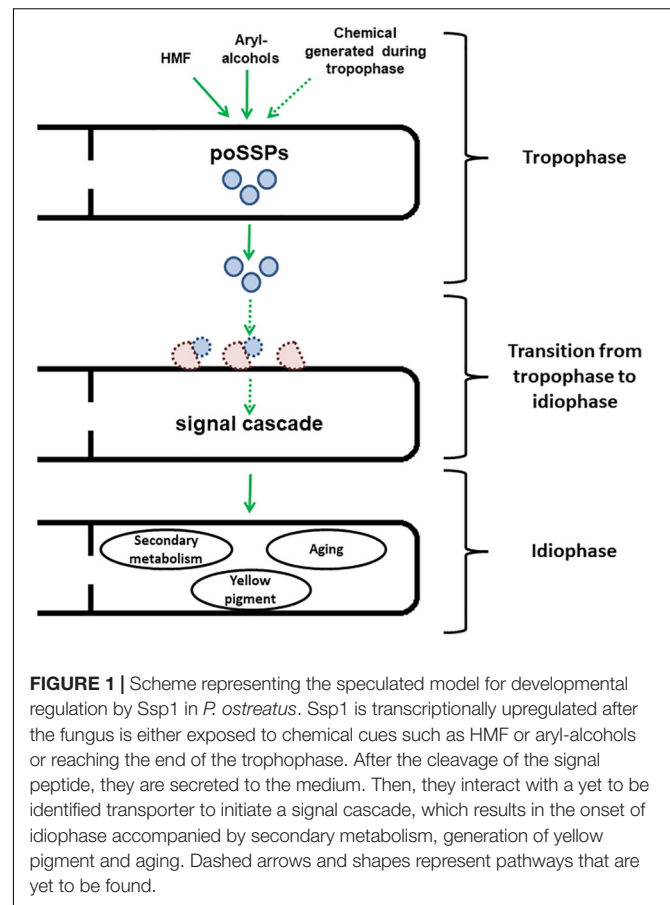 HMF
Aryl-
alcohols
Chemical
generated during
tropophase
poSSPs
Tropophase
Transition from
tropophase to
idiophase
signal cascade
Secondary
metabolism
Aging
Yellow
pigment
Idiophase
FIGURE 1 | Scheme representing the speculated model for developmental
regulation by Ssp1 in P. ostreatus. Ssp1 is transcriptionally upregulated after
the fungus is either exposed to chemical cues such as HMF or aryl-alcohols
or reaching the end of the trophophase. After the cleavage of the signal
peptide, they are secreted to the medium. Then, they interact with a yet to be
identified transporter to initiate a signal cascade, which results in the onset of
idiophase accompanied by secondary metabolism, generation of yellow
pigment and aging. Dashed arrows and shapes represent pathways that are
yet to be found.